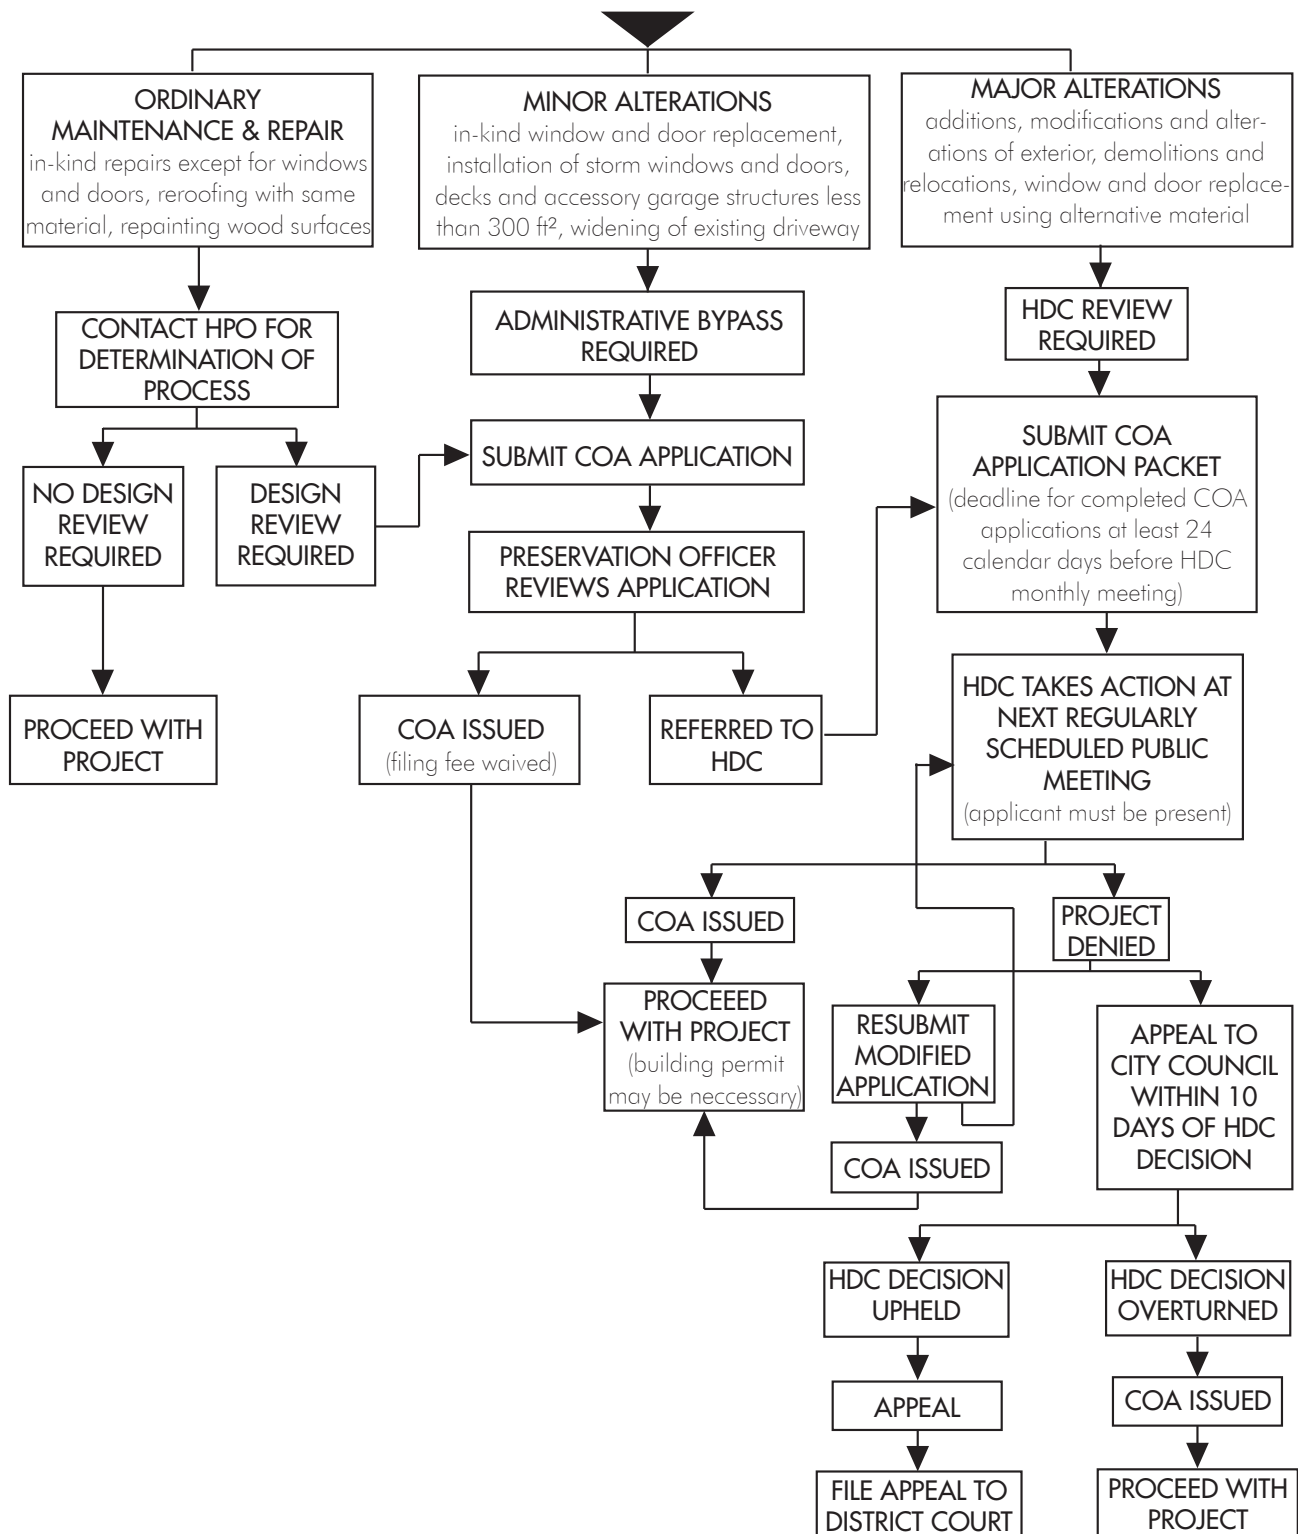 ORDINARY
MAINTENANCE & REPAIR
in-kind repairs except for windows
and doors, reroofing with same
material, repainting wood surfaces
MINOR ALTERATIONS
in-kind window and door replacement,
installation of storm windows and doors,
decks and accessory garage structures less
than 300 ft², widening of existing driveway
MAJOR ALTERATIONS
additions, modifications and alter-
ations of exterior, demolitions and
relocations, window and door replace-
ment using alternative material
CONTACT HPO FOR
DETERMINATION OF
PROCESS
ADMINISTRATIVE BYPASS
REQUIRED
HDC REVIEW
REQUIRED
NO DESIGN
REVIEW
REQUIRED
DESIGN
REVIEW
REQUIRED
SUBMIT COA APPLICATION
SUBMIT COA
APPLICATION PACKET
(deadline for completed COA
applications at least 24
calendar days before HDC
monthly meeting)
PRESERVATION OFFICER
REVIEWS APPLICATION
PROCEED WITH
PROJECT
COA ISSUED
(filing fee waived)
REFERRED TO
HDC
HDC TAKES ACTION AT
NEXT REGULARLY
SCHEDULED PUBLIC
MEETING
(applicant must be present)
COA ISSUED
PROJECT
DENIED
PROCEEED
WITH PROJECT
(building permit
may be neccessary)
RESUBMIT
MODIFIED
APPLICATION
APPEAL TO
CITY COUNCIL
WITHIN 10
DAYS OF HDC
DECISION
COA ISSUED
HDC DECISION
UPHELD
HDC DECISION
OVERTURNED
APPEAL
COA ISSUED
FILE APPEAL TO
DISTRICT COURT
PROCEED WITH
PROJECT